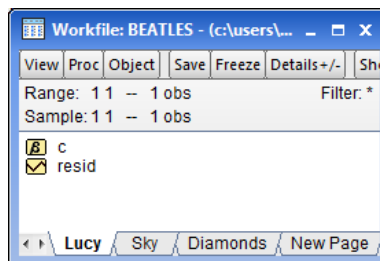 Workfile: BEATLES - (c:\users\...
View Proc Object Save Freeze Details+/- Sh
Range: 1 1 -- 1 obs Filter: *
Sample: 1 1 -- 1 obs
β c
resid
Lucy Sky Diamonds New Page